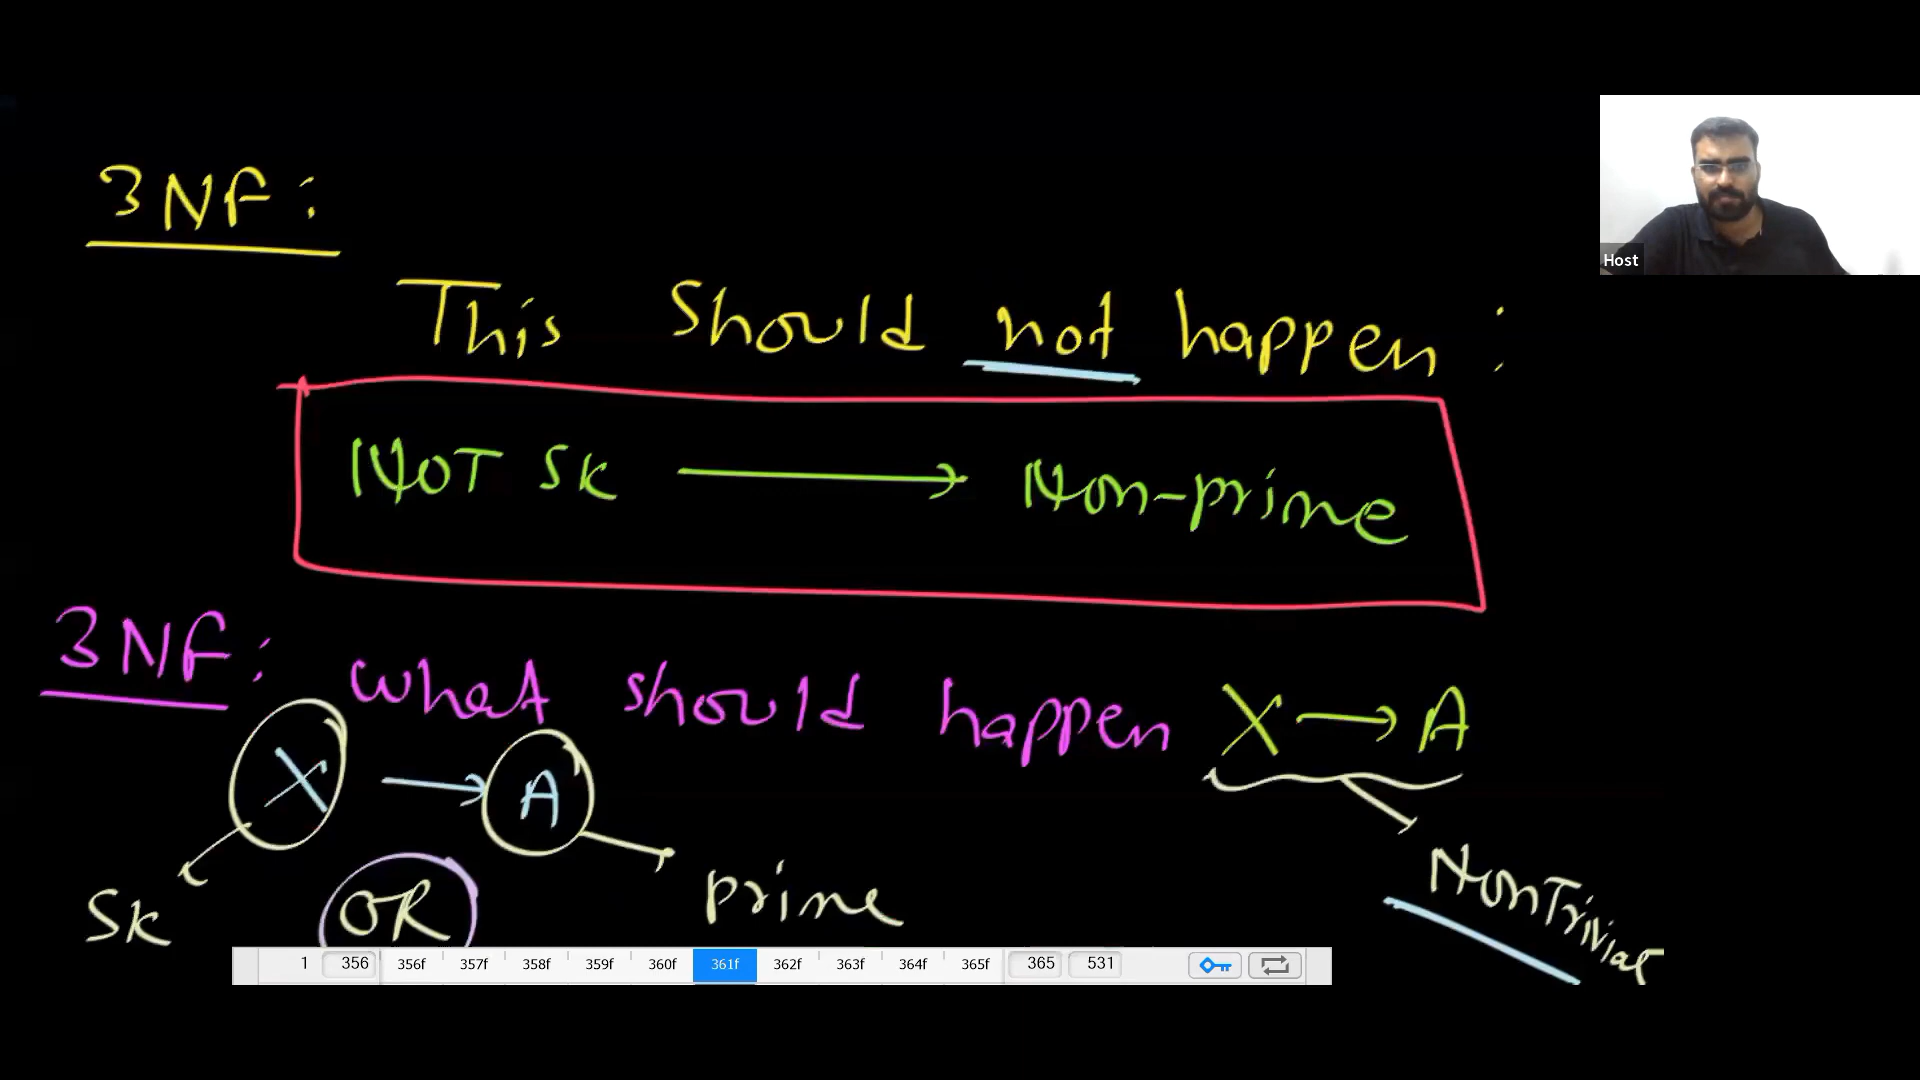 3NF:
Host
This should not happen:
NOT SK → Non-prime
3NF: what should happen X → A
X → A
NonTrivial
SK OR prime
1 356 356f 357f 358f 359f 360f 361f 362f 363f 364f 365f 365 531